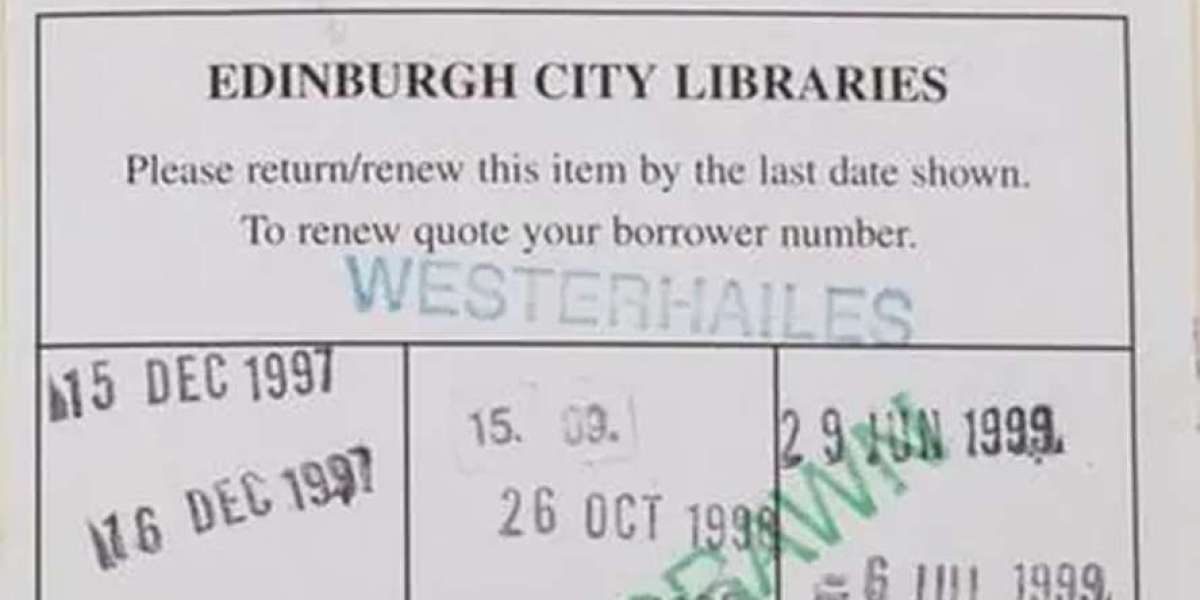 EDINBURGH CITY LIBRARIES
Please return/renew this item by the last date shown.
To renew quote your borrower number.
WESTERHAILES
15 DEC 1997
16 DEC 1997
15. 09.
26 OCT 1998
29 JUN 1999
6 JUL 1999